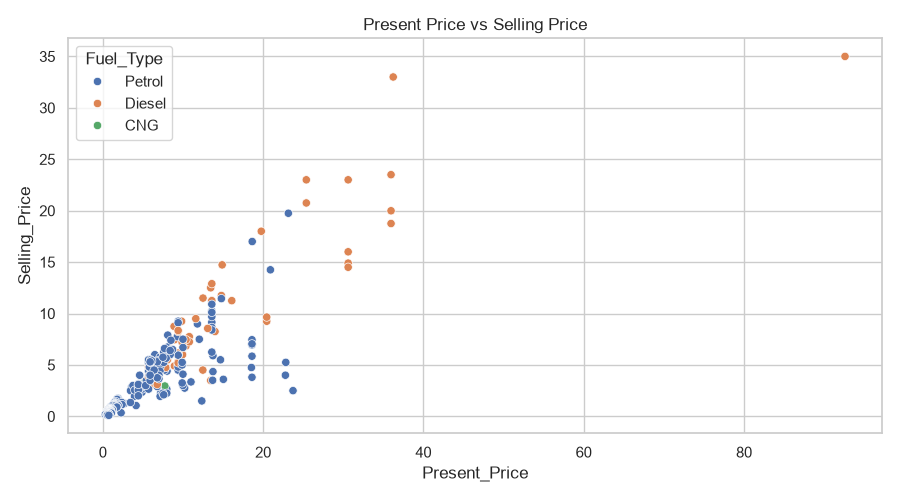 Present Price vs Selling Price
Fuel_Type
Petrol
Diesel
CNG
Selling_Price
35
30
25
20
15
10
5
0
0 20 40 60 80
Present_Price